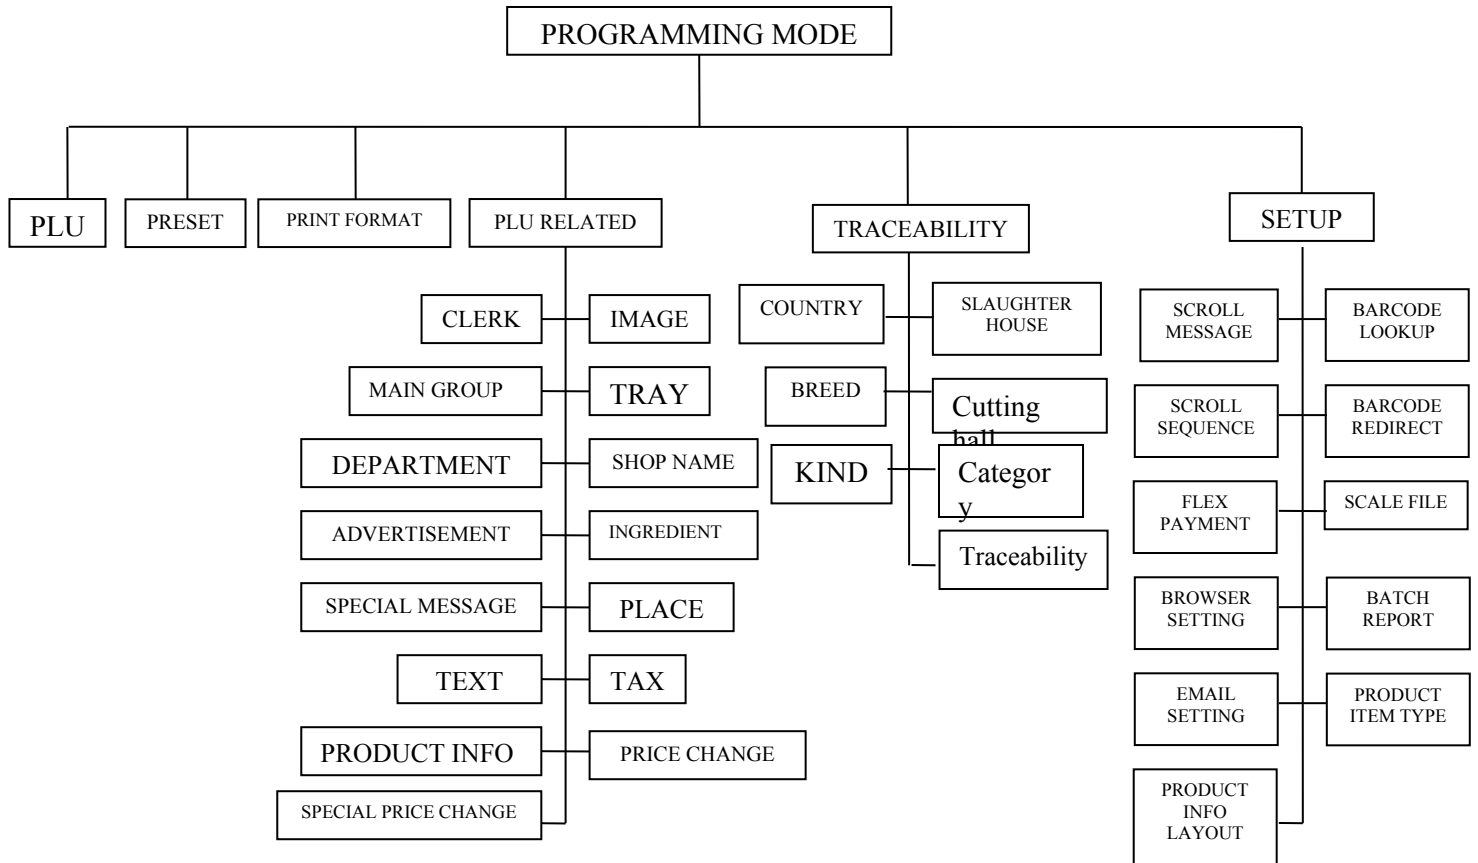 PROGRAMMING MODE
PLU
PRESET
PRINT FORMAT
PLU RELATED
TRACEABILITY
SETUP
CLERK
IMAGE
MAIN GROUP
TRAY
DEPARTMENT
SHOP NAME
ADVERTISEMENT
INGREDIENT
SPECIAL MESSAGE
PLACE
TEXT
TAX
PRODUCT INFO
PRICE CHANGE
SPECIAL PRICE CHANGE
COUNTRY
SLAUGHTER
HOUSE
BREED
Cutting
hall
KIND
Categor
y
Traceability
SCROLL
MESSAGE
BARCODE
LOOKUP
SCROLL
SEQUENCE
BARCODE
REDIRECT
FLEX
PAYMENT
SCALE FILE
BROWSER
SETTING
BATCH
REPORT
EMAIL
SETTING
PRODUCT
ITEM TYPE
PRODUCT
INFO
LAYOUT